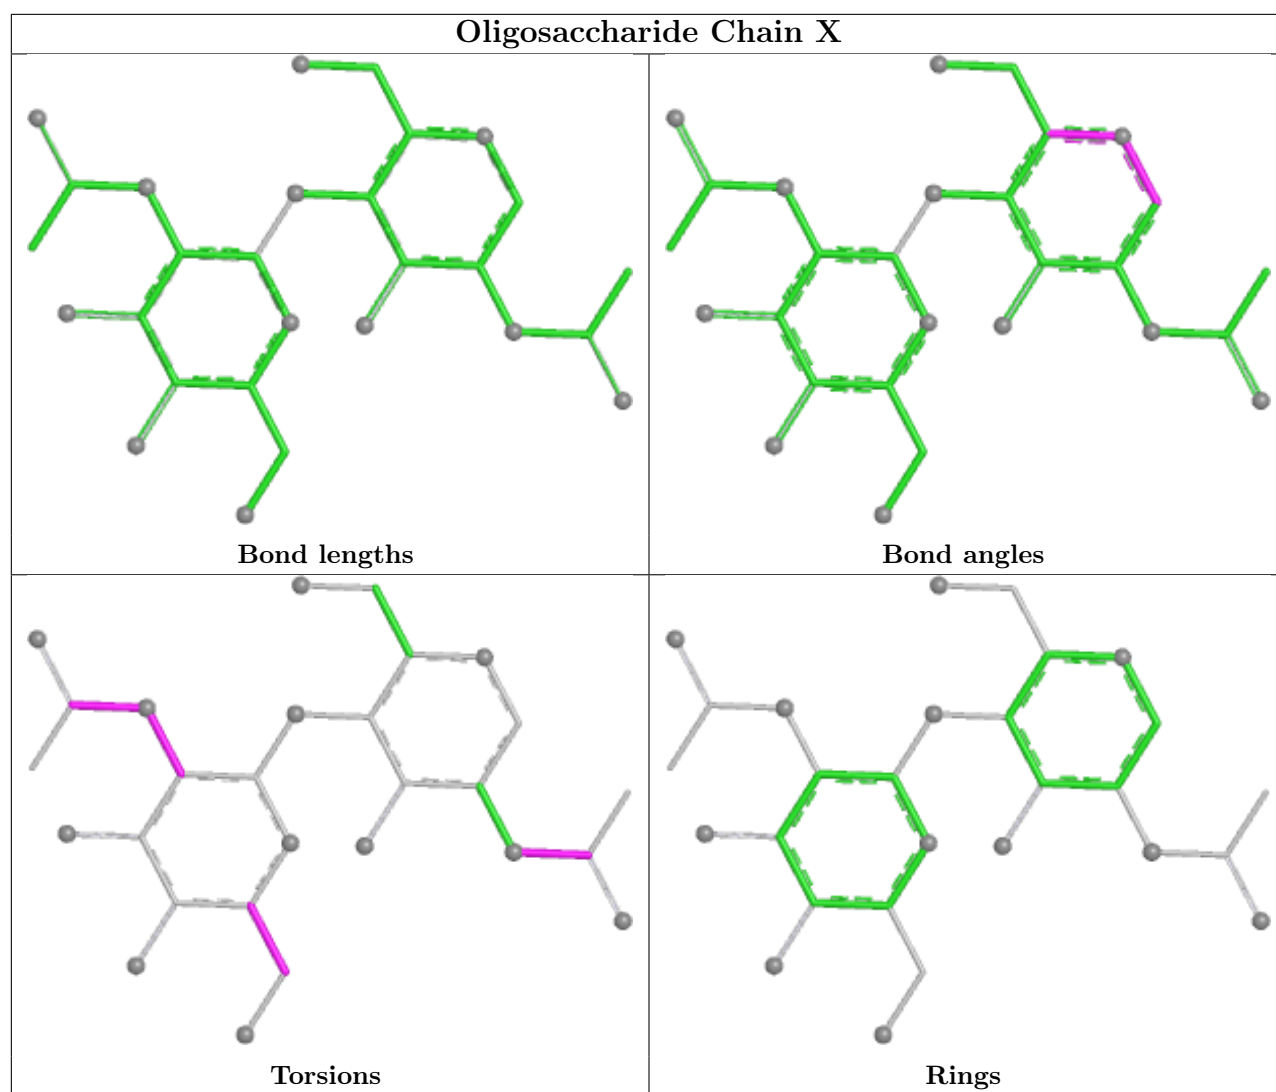 Oligosaccharide Chain X
Bond lengths
Bond angles
Torsions
Rings